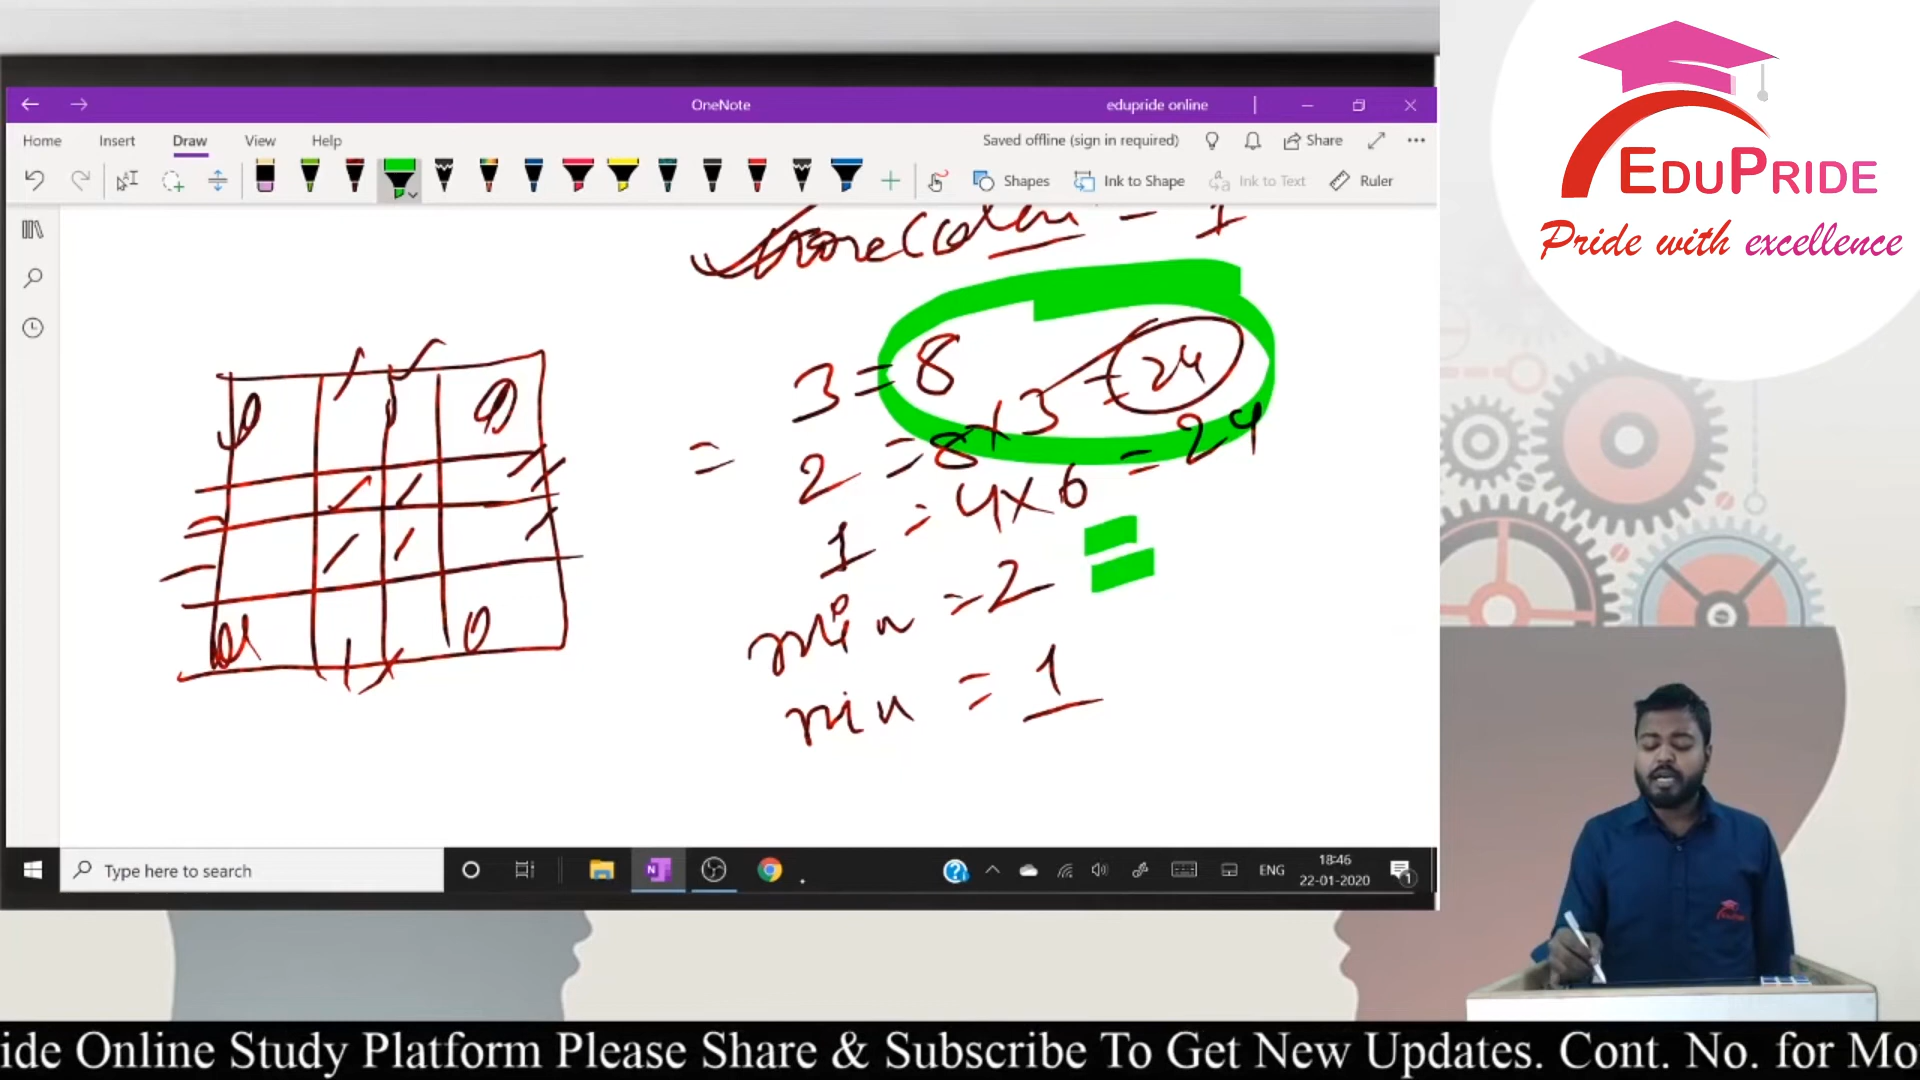 OneNote
edupride online
Home Insert Draw View Help
Saved offline (sign in required)
Share
Shapes
Ink to Shape
Ink to Text
Ruler
= 1
3 = 8
8 × 3 = 24
2 = 24
1 = 4 × 6
min = 2
min = 1
Type here to search
ENG
18:46
22-01-2020
1
EDUPRIDE
Pride with excellence
ide Online Study Platform Please Share & Subscribe To Get New Updates. Cont. No. for Mo